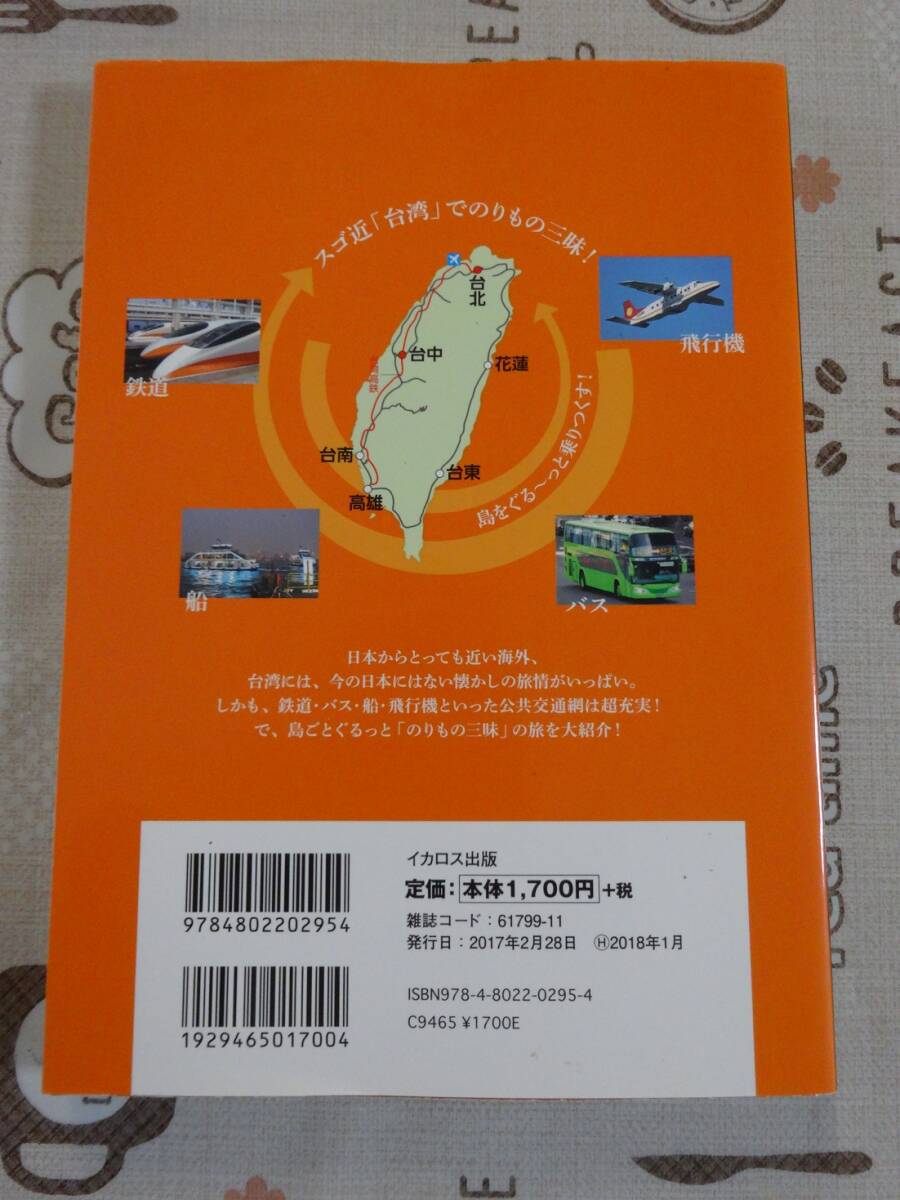 スゴ近「台湾」でのりもの三昧！
台北
鉄道
飛行機
台中
花蓮
台湾高鉄
台南
台東
高雄
島をぐる〜っと乗りつくす！
船
バス
日本からとっても近い海外、
台湾には、今の日本にはない懐かしの旅情がいっぱい。
しかも、鉄道・バス・船・飛行機といった公共交通網は超充実！
で、島ごとぐるっと「のりもの三昧」の旅を大紹介！
イカロス出版
定価：本体1,700円+税
9784802202954
雑誌コード：61799-11
発行日：2017年2月28日 Ⓗ2018年1月
ISBN978-4-8022-0295-4
C9465 ¥1700E
1929465017004